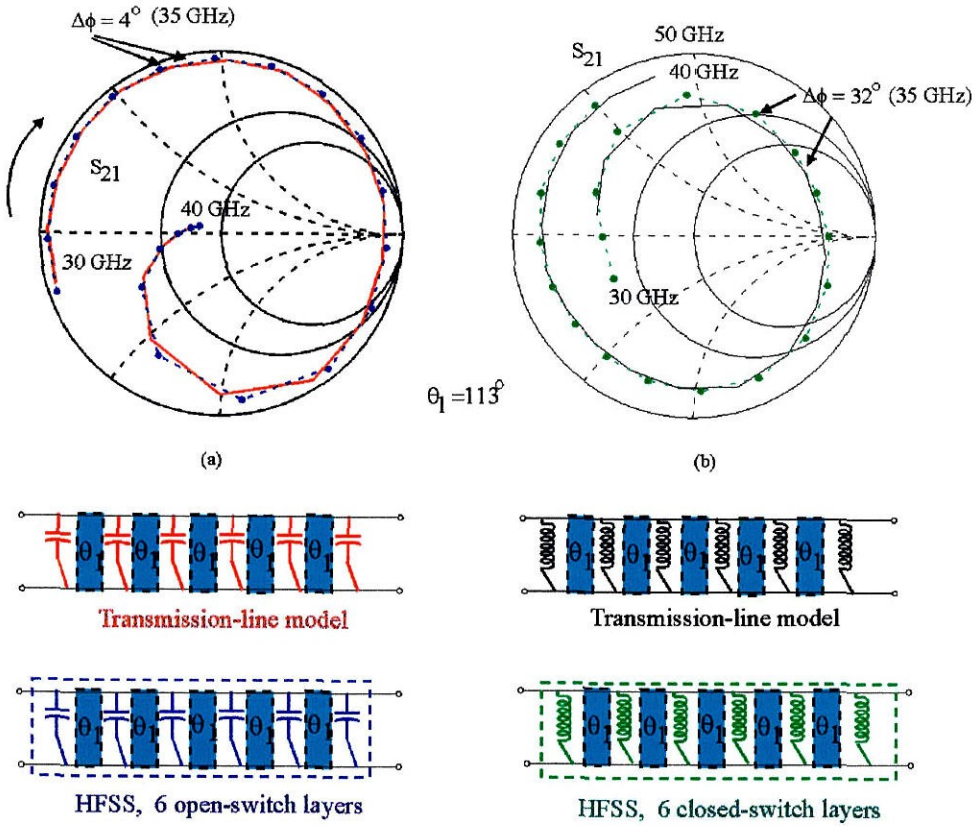 Δϕ = 4° (35 GHz)
S21
40 GHz
30 GHz
(a)
50 GHz
S21
40 GHz
Δϕ = 32° (35 GHz)
30 GHz
θ1 = 113°
(b)
θ1 θ1 θ1 θ1 θ1
Transmission-line model
θ1 θ1 θ1 θ1 θ1
Transmission-line model
θ1 θ1 θ1 θ1 θ1
HFSS, 6 open-switch layers
θ1 θ1 θ1 θ1 θ1
HFSS, 6 closed-switch layers